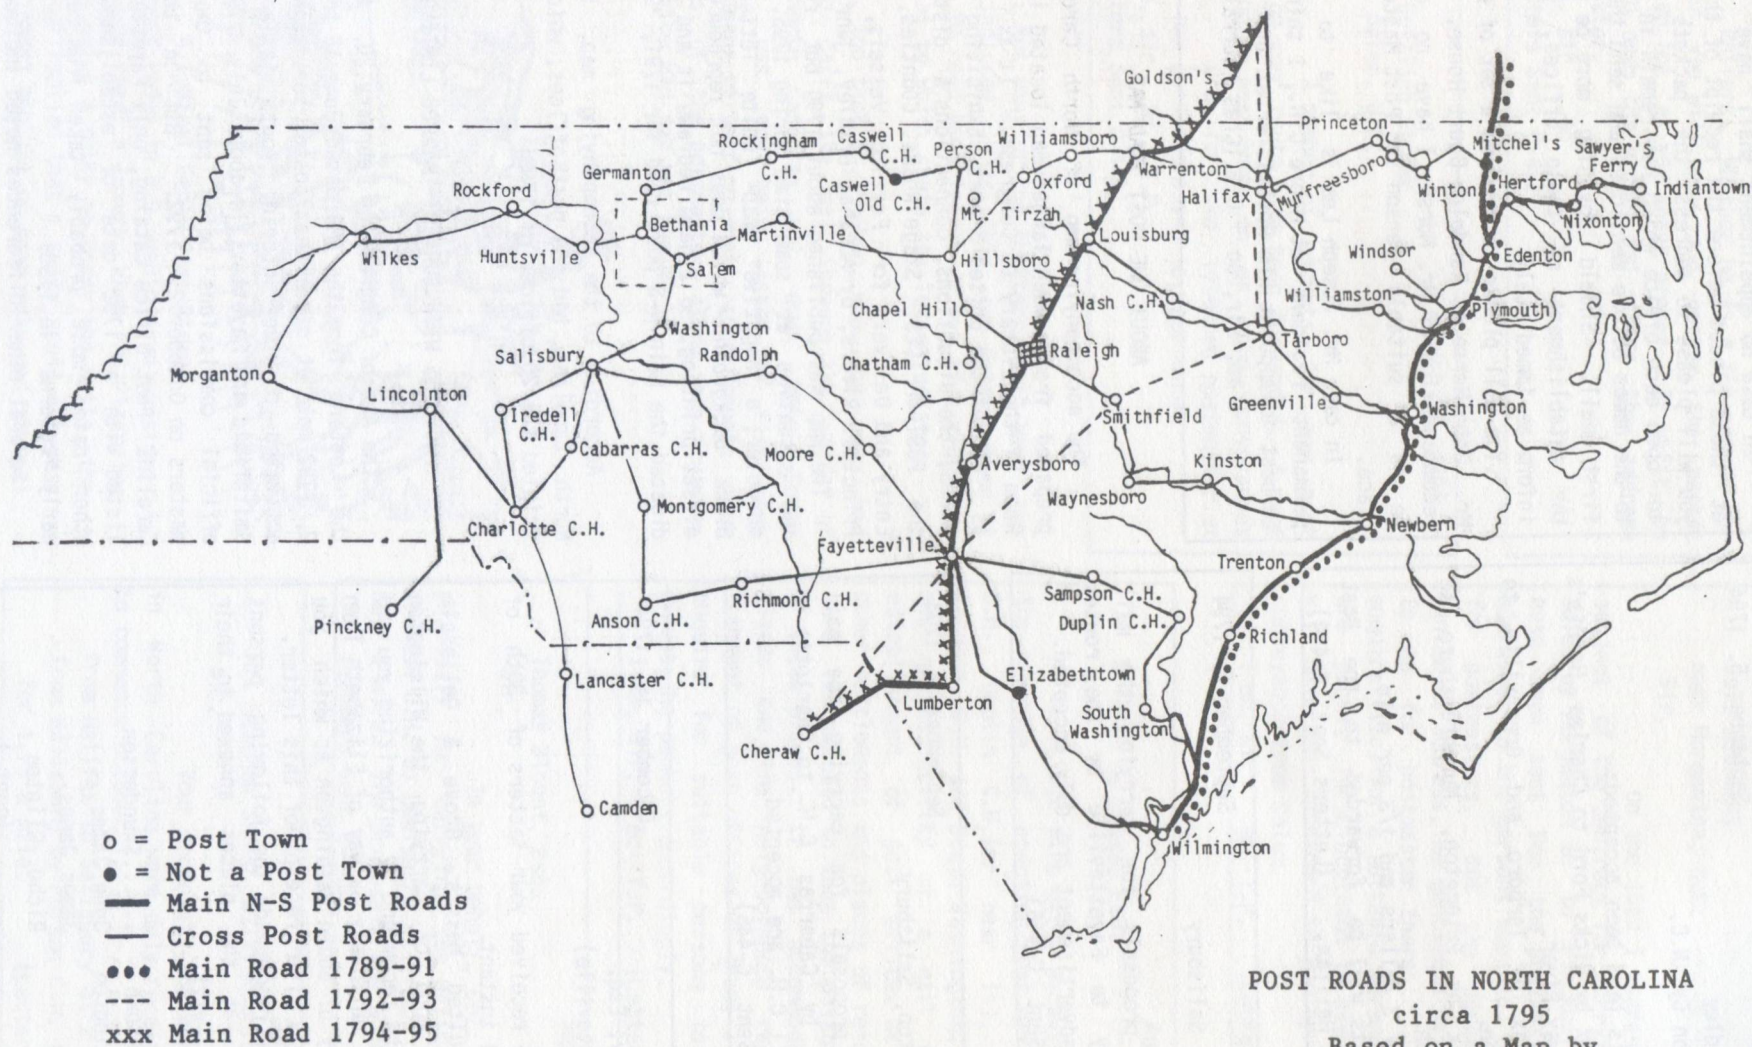 Goldson's
Princeton
Mitchel's
Sawyer's
Ferry
Rockingham
C.H.
Caswell
C.H.
Person
C.H.
Williamsboro
Warrenton
Halifax
Murfreesboro
Winton
Hertford
Indiantown
Nixonton
Germanton
Rockford
Caswell
Old C.H.
Oxford
Mt. Tirzah
Bethania
Martinville
Louisburg
Windsor
Edenton
Wilkes
Huntsville
Salem
Hillsboro
Nash C.H.
Williamston
Plymouth
Chapel Hill
Washington
Salisbury
Randolph
Chatham C.H.
Raleigh
Tarboro
Morganton
Lincolnton
Iredell
C.H.
Smithfield
Greenville
Washington
Cabarras C.H.
Moore C.H.
Averysboro
Kinston
Waynesboro
Montgomery C.H.
Charlotte C.H.
Newbern
Fayetteville
Trenton
Pinckney C.H.
Anson C.H.
Richmond C.H.
Sampson C.H.
Duplin C.H.
Richland
Lancaster C.H.
Elizabethtown
Lumberton
South
Washington
Cheraw C.H.
Camden
Wilmington
o = Post Town
● = Not a Post Town
Main N-S Post Roads
Cross Post Roads
●●● Main Road 1789-91
--- Main Road 1792-93
xxx Main Road 1794-95
POST ROADS IN NORTH CAROLINA
circa 1795
Based on a Map by